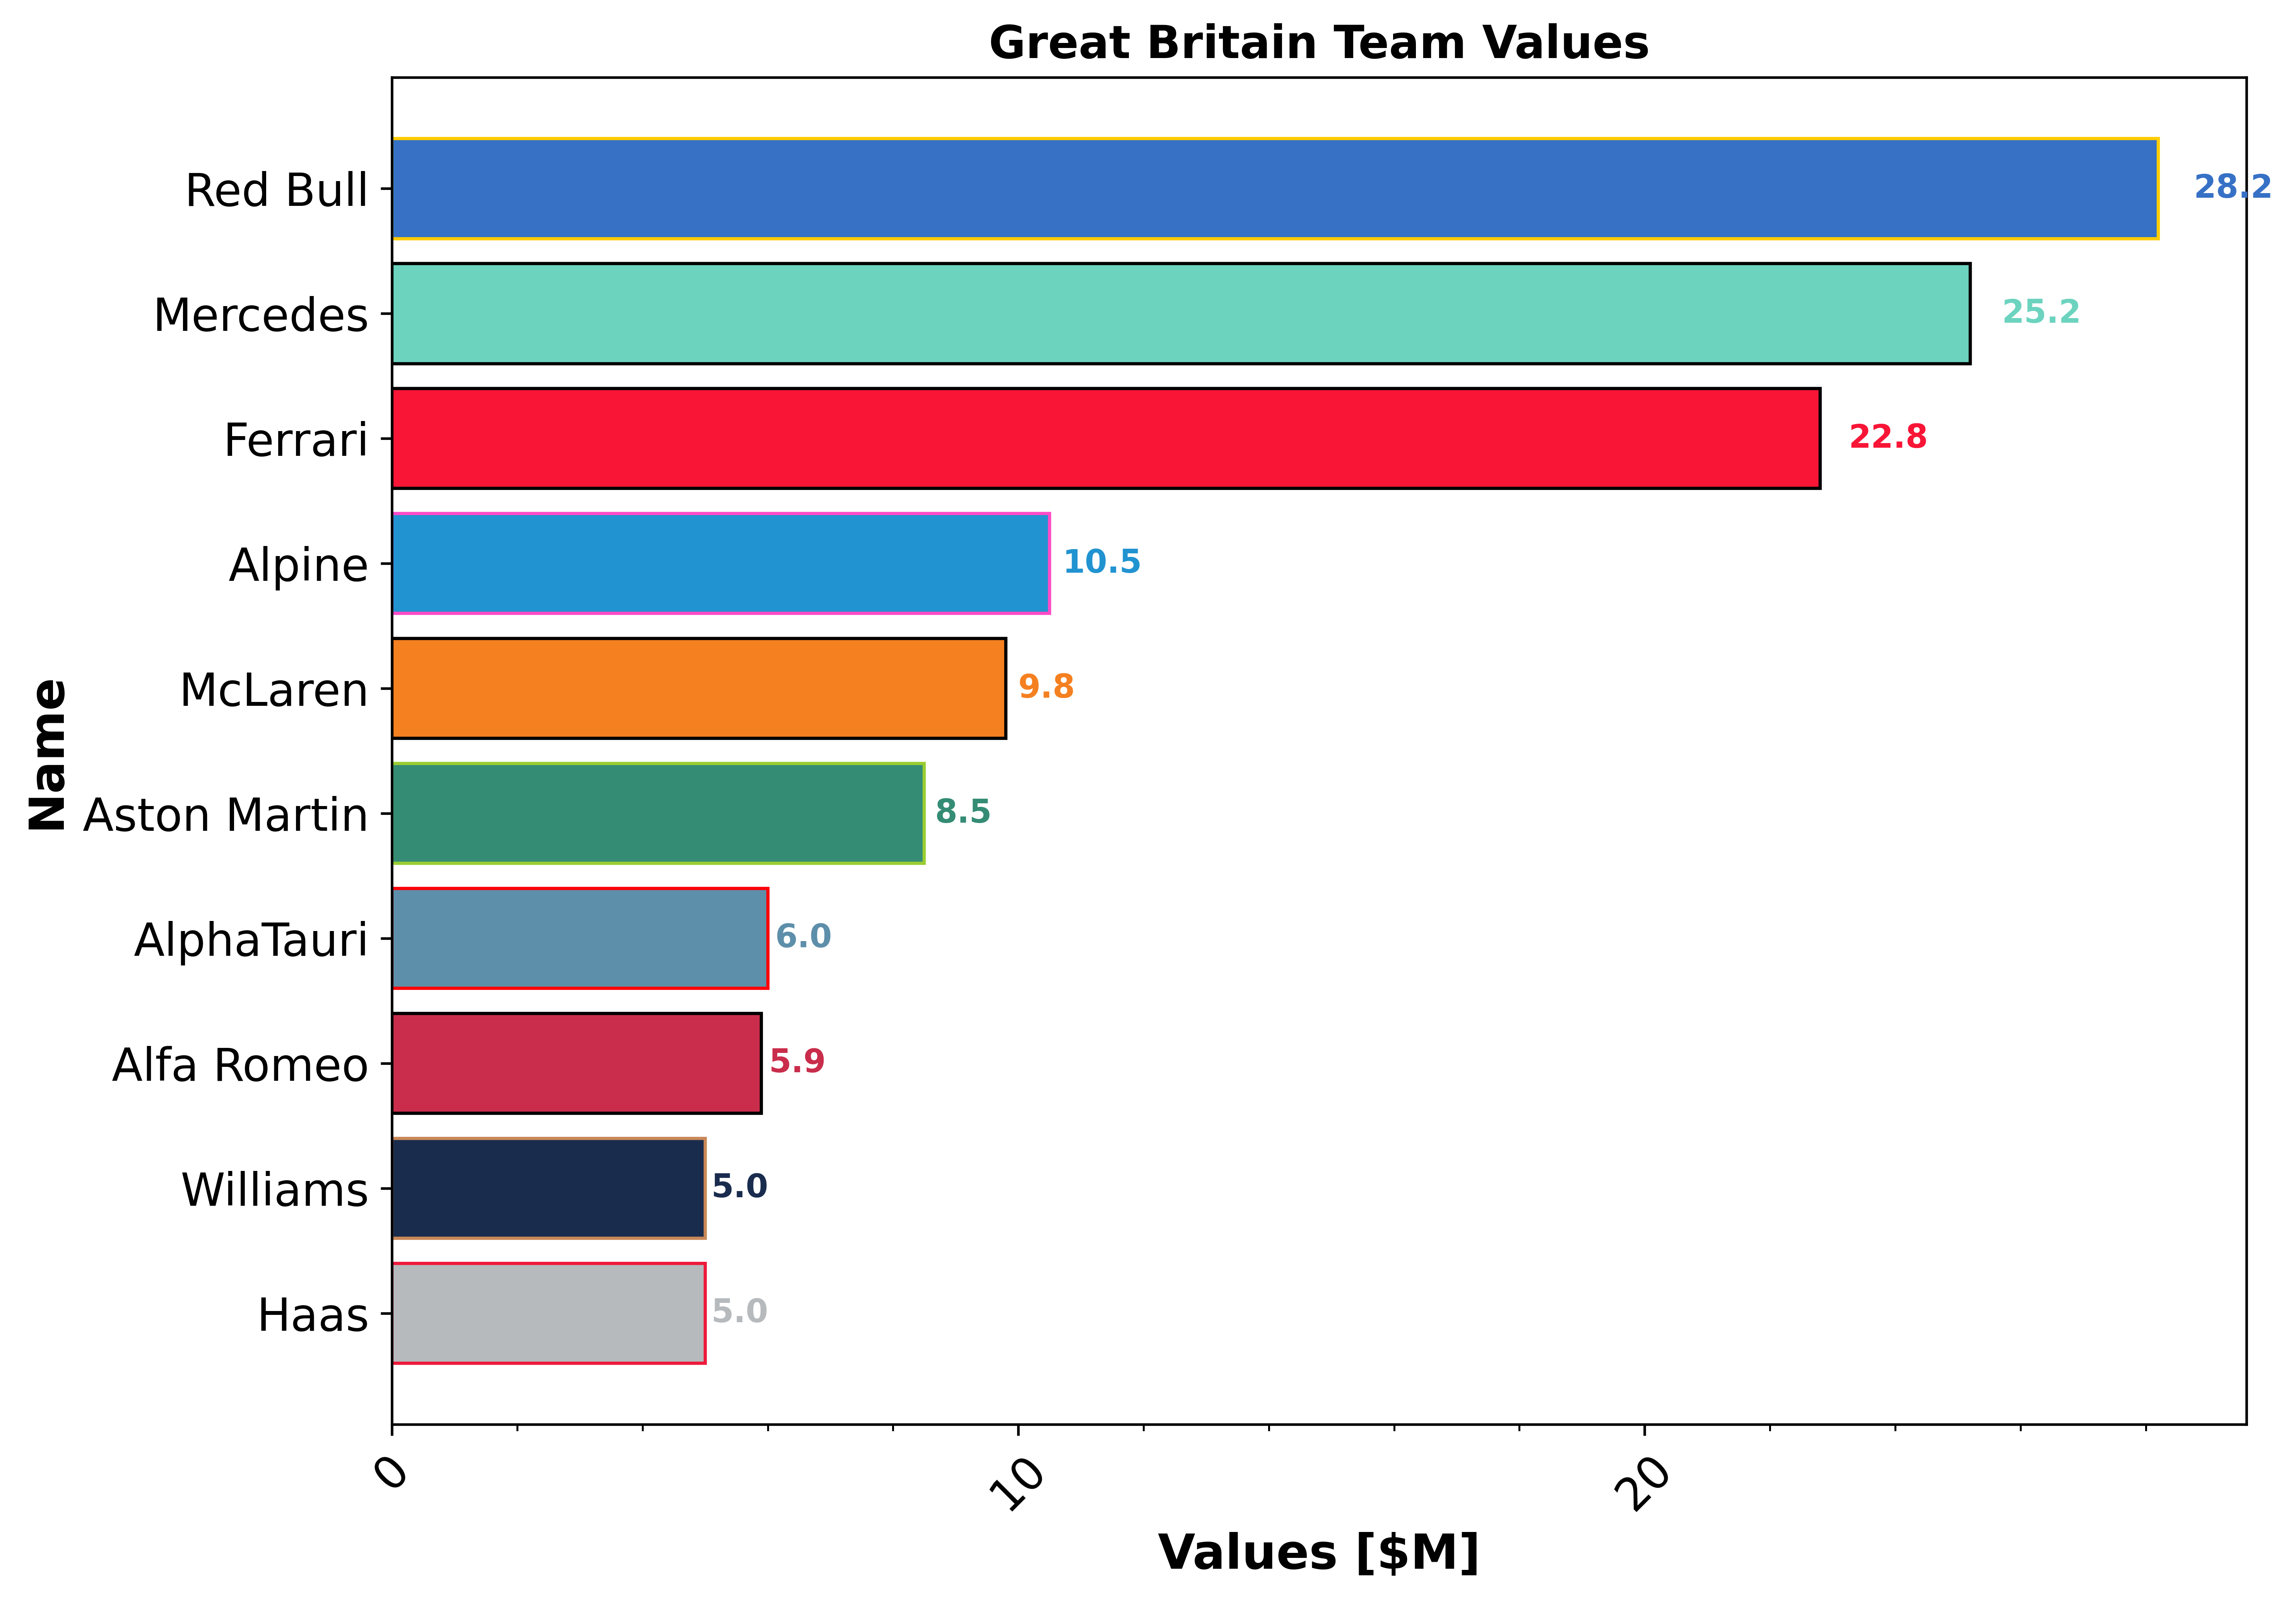 Great Britain Team Values
Name
Red Bull 28.2
Mercedes 25.2
Ferrari 22.8
Alpine 10.5
McLaren 9.8
Aston Martin 8.5
AlphaTauri 6.0
Alfa Romeo 5.9
Williams 5.0
Haas 5.0
0 10 20
Values [$M]